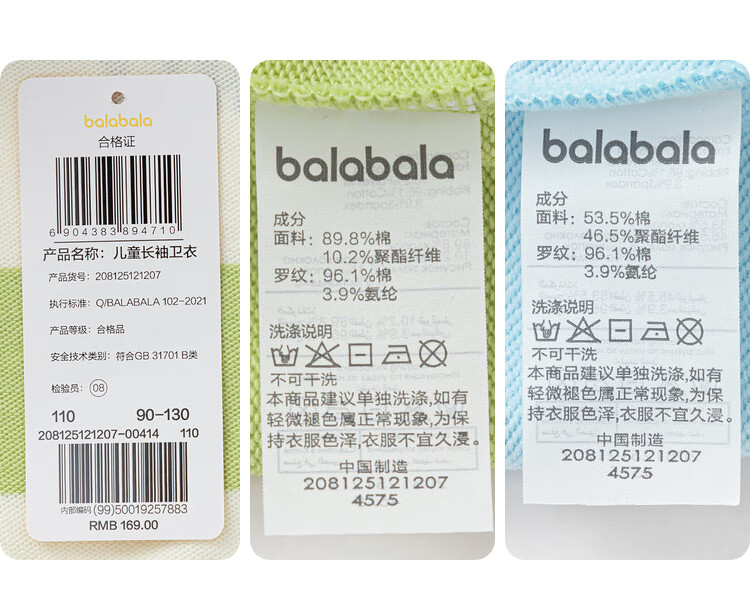 balabala
合格证
6 904383 894710
产品名称: 儿童长袖卫衣
产品货号: 208125121207
执行标准: Q/BALABALA 102-2021
产品等级: 合格品
安全技术类别: 符合GB 31701 B类
检验员: 08
110 90-130
208125121207-00414 110
内部编码 (99)50019257883
RMB 169.00
balabala
成分
面料: 89.8%棉
10.2%聚酯纤维
罗纹: 96.1%棉
3.9%氨纶
洗涤说明
不可干洗
本商品建议单独洗涤,如有
轻微褪色属正常现象,为保
持衣服色泽,衣服不宜久浸。
中国制造
208125121207
4575
balabala
成分
面料: 53.5%棉
46.5%聚酯纤维
罗纹: 96.1%棉
3.9%氨纶
洗涤说明
不可干洗
本商品建议单独洗涤,如有
轻微褪色属正常现象,为保
持衣服色泽,衣服不宜久浸。
中国制造
208125121207
4575